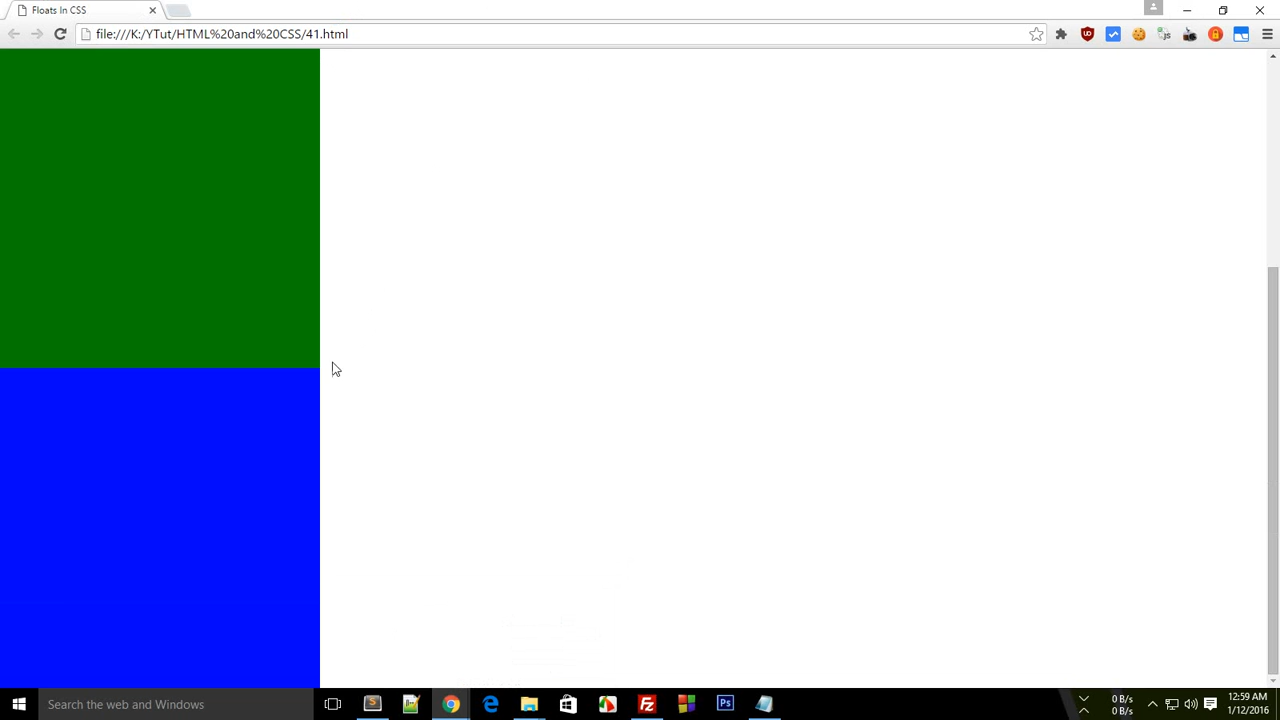 Floats In CSS
file:///K:/YTut/HTML%20and%20CSS/41.html
Search the web and Windows
Ps
0 B/s
0 B/s
12:59 AM
1/12/2016